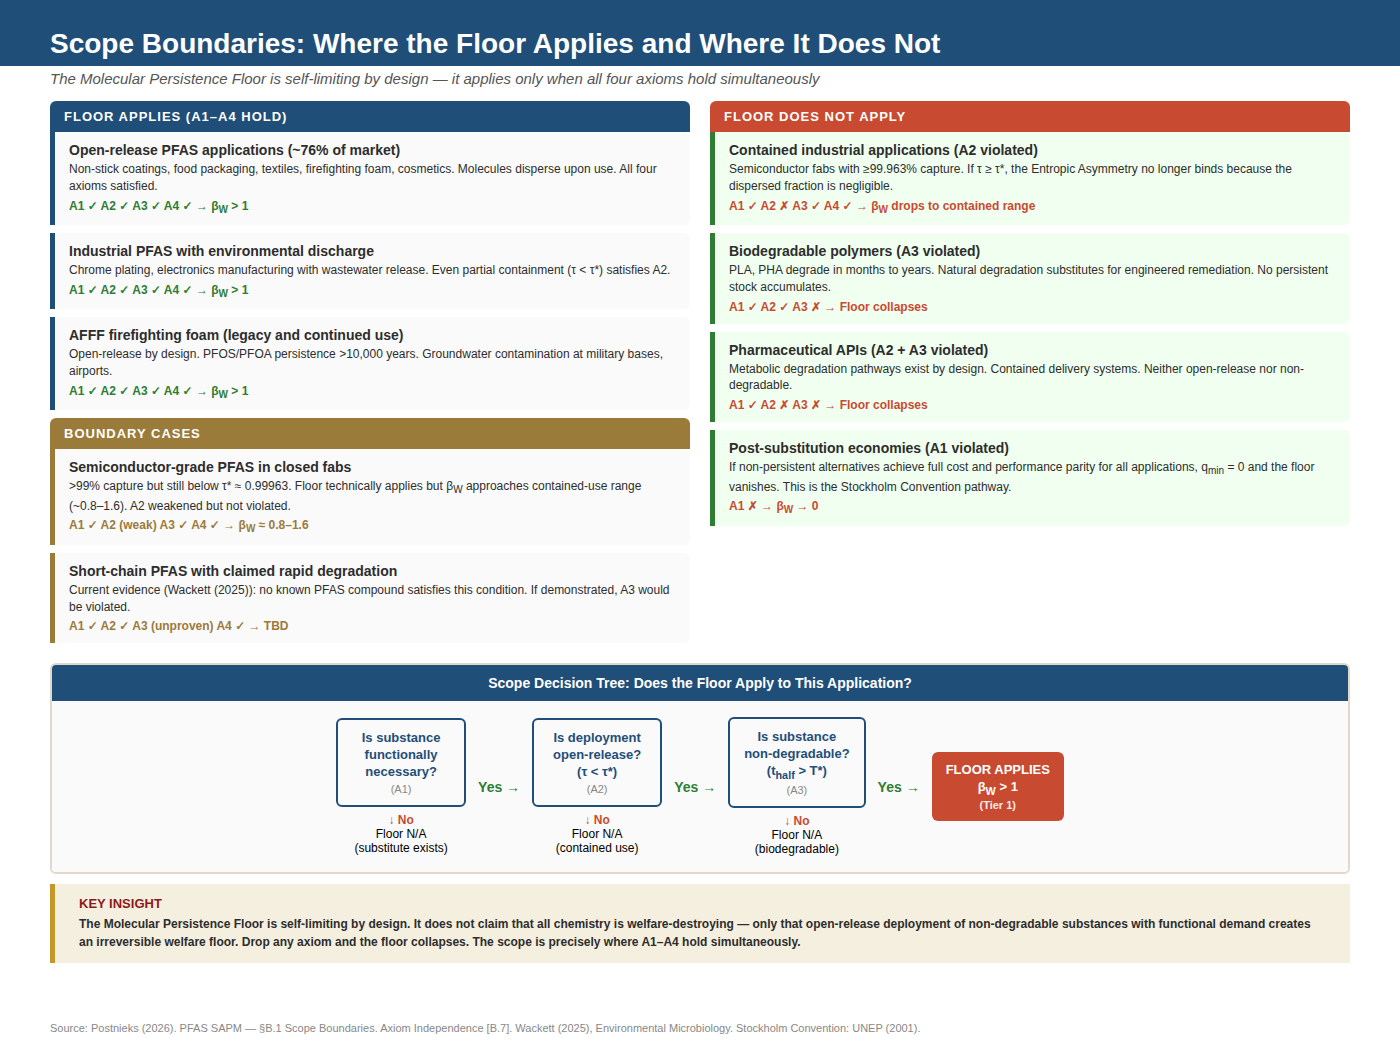 Scope Boundaries: Where the Floor Applies and Where It Does Not
The Molecular Persistence Floor is self-limiting by design — it applies only when all four axioms hold simultaneously
FLOOR APPLIES (A1–A4 HOLD)
Open-release PFAS applications (~76% of market)
Non-stick coatings, food packaging, textiles, firefighting foam, cosmetics. Molecules disperse upon use. All four
axioms satisfied.
A1 ✓ A2 ✓ A3 ✓ A4 ✓ → βW > 1
Industrial PFAS with environmental discharge
Chrome plating, electronics manufacturing with wastewater release. Even partial containment (τ < τ*) satisfies A2.
A1 ✓ A2 ✓ A3 ✓ A4 ✓ → βW > 1
AFFF firefighting foam (legacy and continued use)
Open-release by design. PFOS/PFOA persistence >10,000 years. Groundwater contamination at military bases,
airports.
A1 ✓ A2 ✓ A3 ✓ A4 ✓ → βW > 1
BOUNDARY CASES
Semiconductor-grade PFAS in closed fabs
>99% capture but still below τ* ≈ 0.99963. Floor technically applies but βW approaches contained-use range
(~0.8–1.6). A2 weakened but not violated.
A1 ✓ A2 (weak) A3 ✓ A4 ✓ → βW ≈ 0.8–1.6
Short-chain PFAS with claimed rapid degradation
Current evidence (Wackett (2025)): no known PFAS compound satisfies this condition. If demonstrated, A3 would
be violated.
A1 ✓ A2 ✓ A3 (unproven) A4 ✓ → TBD
FLOOR DOES NOT APPLY
Contained industrial applications (A2 violated)
Semiconductor fabs with ≥99.963% capture. If τ ≥ τ*, the Entropic Asymmetry no longer binds because the
dispersed fraction is negligible.
A1 ✓ A2 ✗ A3 ✓ A4 ✓ → βW drops to contained range
Biodegradable polymers (A3 violated)
PLA, PHA degrade in months to years. Natural degradation substitutes for engineered remediation. No persistent
stock accumulates.
A1 ✓ A2 ✓ A3 ✗ → Floor collapses
Pharmaceutical APIs (A2 + A3 violated)
Metabolic degradation pathways exist by design. Contained delivery systems. Neither open-release nor non-
degradable.
A1 ✓ A2 ✗ A3 ✗ → Floor collapses
Post-substitution economies (A1 violated)
If non-persistent alternatives achieve full cost and performance parity for all applications, qmin = 0 and the floor
vanishes. This is the Stockholm Convention pathway.
A1 ✗ → βW → 0
Scope Decision Tree: Does the Floor Apply to This Application?
Is substance
functionally
necessary?
(A1)
↓ No
Floor N/A
(substitute exists)
Yes →
Is deployment
open-release?
(τ < τ*)
(A2)
↓ No
Floor N/A
(contained use)
Yes →
Is substance
non-degradable?
(thalf > T*)
(A3)
↓ No
Floor N/A
(biodegradable)
Yes →
FLOOR APPLIES
βW > 1
(Tier 1)
KEY INSIGHT
The Molecular Persistence Floor is self-limiting by design. It does not claim that all chemistry is welfare-destroying — only that open-release deployment of non-degradable substances with functional demand creates
an irreversible welfare floor. Drop any axiom and the floor collapses. The scope is precisely where A1–A4 hold simultaneously.
Source: Postnieks (2026). PFAS SAPM — §B.1 Scope Boundaries. Axiom Independence [B.7]. Wackett (2025), Environmental Microbiology. Stockholm Convention: UNEP (2001).